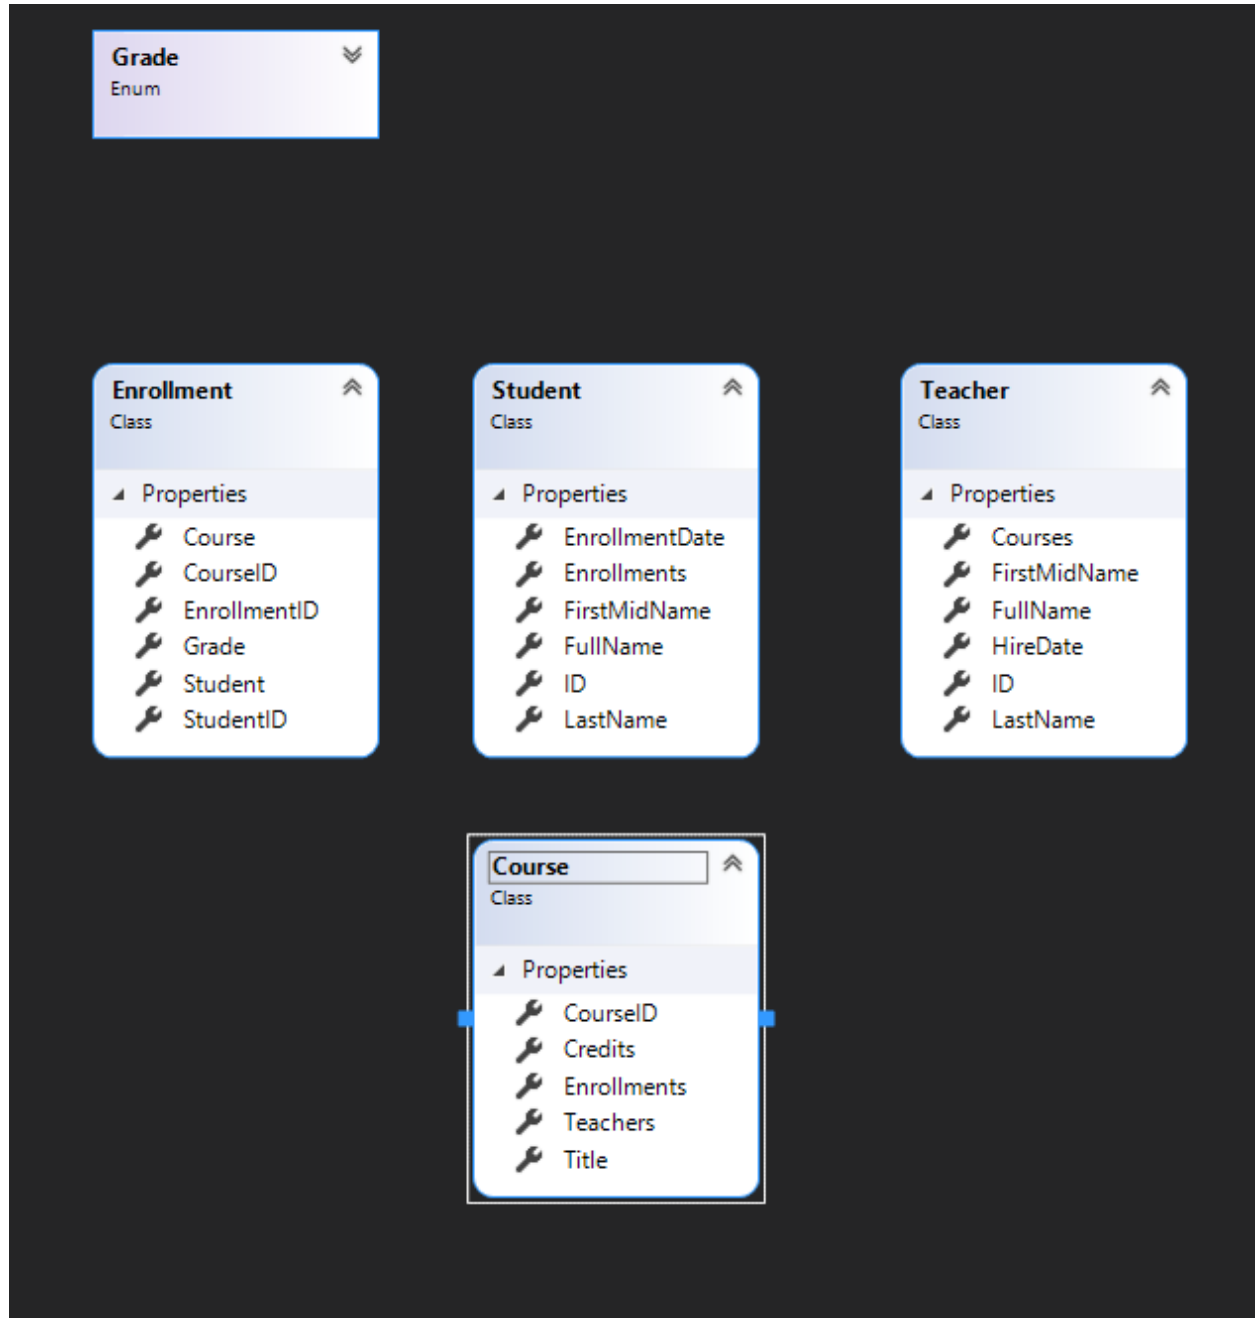 Grade
Enum
Enrollment
Class
Properties
Course
CourseID
EnrollmentID
Grade
Student
StudentID
Student
Class
Properties
EnrollmentDate
Enrollments
FirstMidName
FullName
ID
LastName
Teacher
Class
Properties
Courses
FirstMidName
FullName
HireDate
ID
LastName
Course
Class
Properties
CourseID
Credits
Enrollments
Teachers
Title